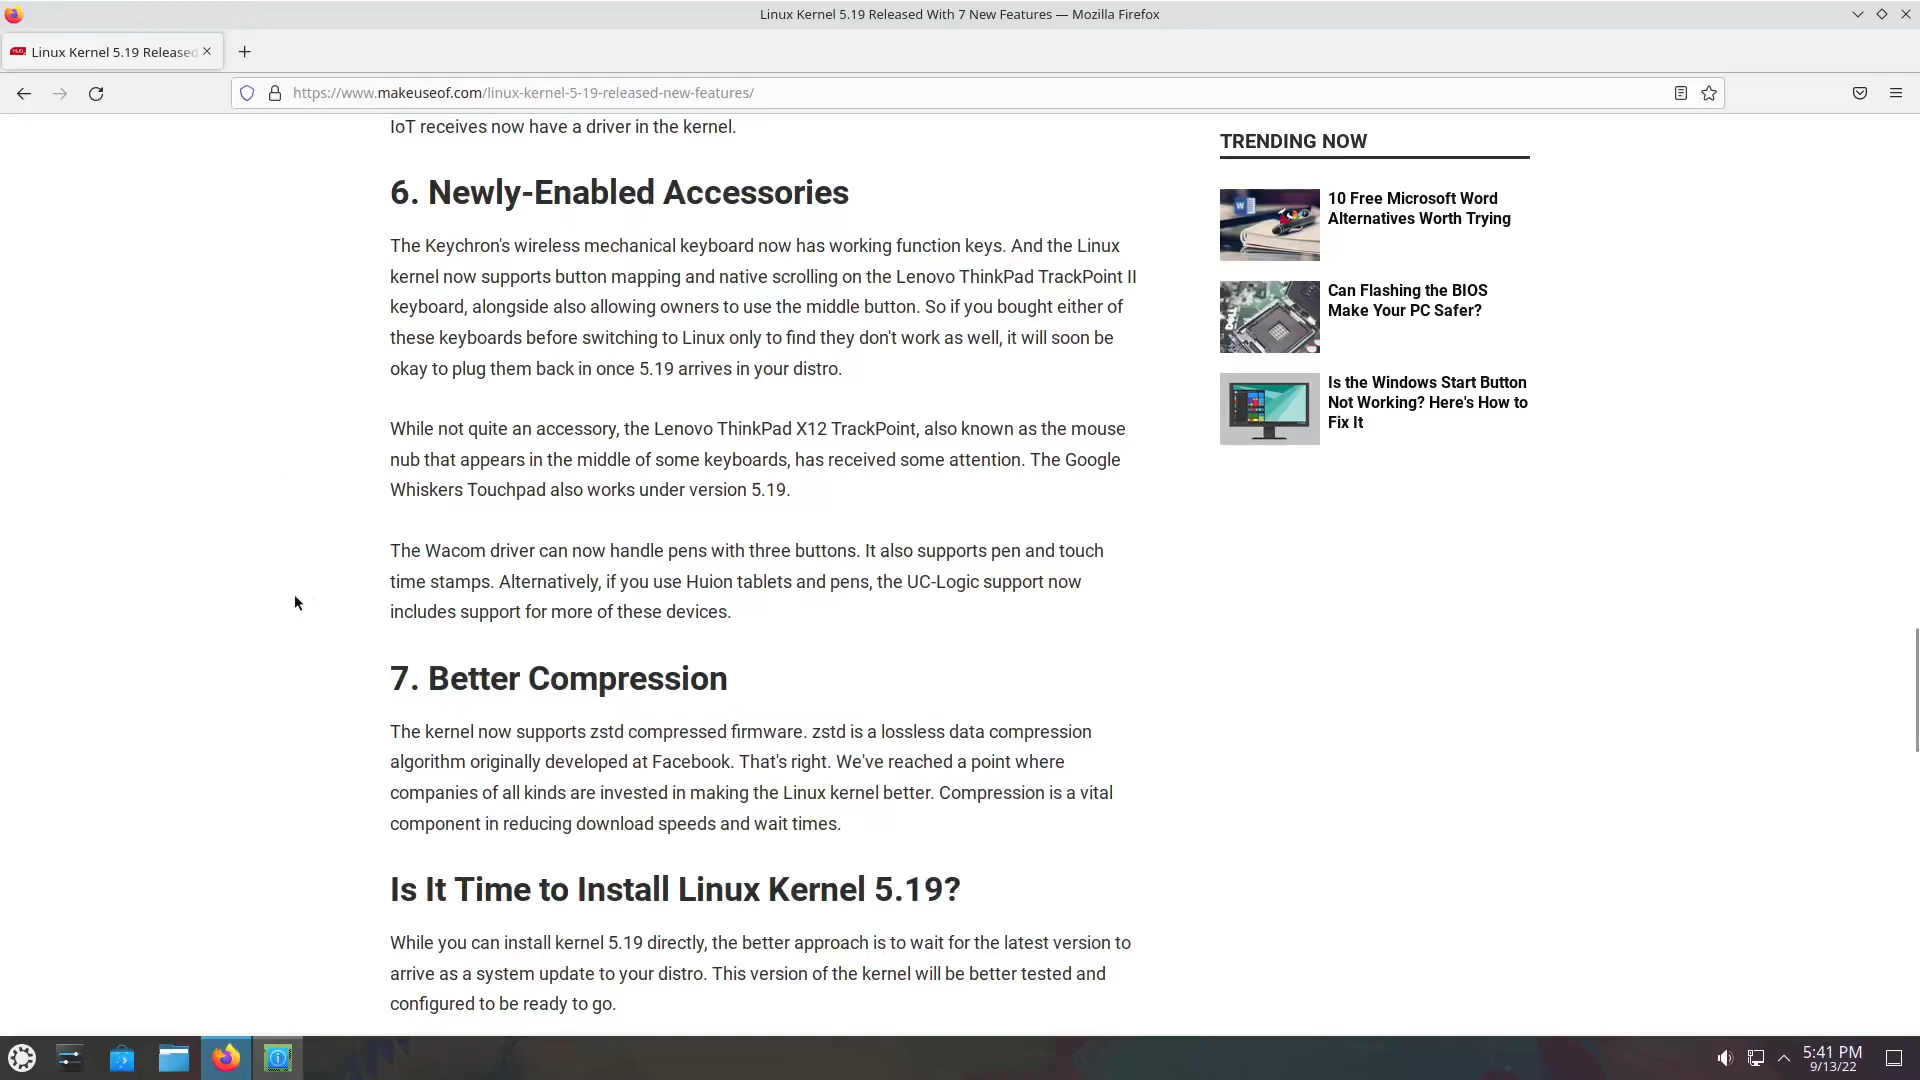 Linux Kernel 5.19 Released With 7 New Features — Mozilla Firefox
Linux Kernel 5.19 Released
https://www.makeuseof.com/linux-kernel-5-19-released-new-features/
IoT receives now have a driver in the kernel.
6. Newly-Enabled Accessories
The Keychron's wireless mechanical keyboard now has working function keys. And the Linux
kernel now supports button mapping and native scrolling on the Lenovo ThinkPad TrackPoint II
keyboard, alongside also allowing owners to use the middle button. So if you bought either of
these keyboards before switching to Linux only to find they don't work as well, it will soon be
okay to plug them back in once 5.19 arrives in your distro.
While not quite an accessory, the Lenovo ThinkPad X12 TrackPoint, also known as the mouse
nub that appears in the middle of some keyboards, has received some attention. The Google
Whiskers Touchpad also works under version 5.19.
The Wacom driver can now handle pens with three buttons. It also supports pen and touch
time stamps. Alternatively, if you use Huion tablets and pens, the UC-Logic support now
includes support for more of these devices.
7. Better Compression
The kernel now supports zstd compressed firmware. zstd is a lossless data compression
algorithm originally developed at Facebook. That's right. We've reached a point where
companies of all kinds are invested in making the Linux kernel better. Compression is a vital
component in reducing download speeds and wait times.
Is It Time to Install Linux Kernel 5.19?
While you can install kernel 5.19 directly, the better approach is to wait for the latest version to
arrive as a system update to your distro. This version of the kernel will be better tested and
configured to be ready to go.
TRENDING NOW
10 Free Microsoft Word
Alternatives Worth Trying
Can Flashing the BIOS
Make Your PC Safer?
Is the Windows Start Button
Not Working? Here's How to
Fix It
5:41 PM
9/13/22